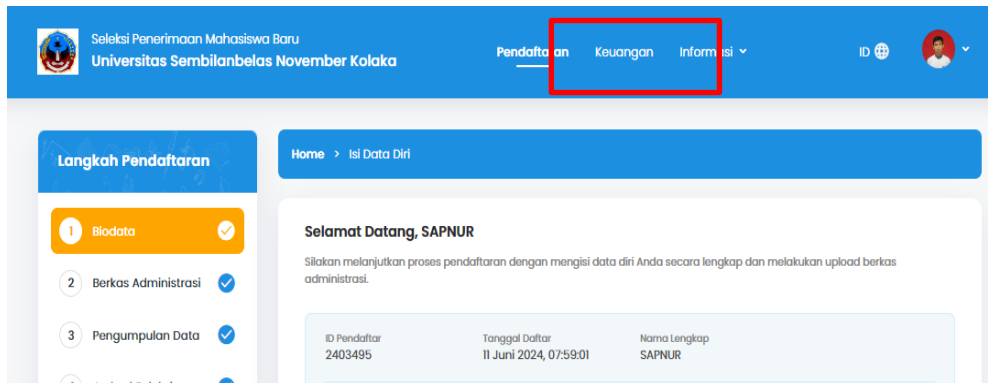 Seleksi Penerimaan Mahasiswa Baru
Universitas Sembilanbelas November Kolaka
Pendaftaran Keuangan Informasi ID
Langkah Pendaftaran
Home > Isi Data Diri
1 Biodata
2 Berkas Administrasi
3 Pengumpulan Data
Selamat Datang, SAPNUR
Silakan melanjutkan proses pendaftaran dengan mengisi data diri Anda secara lengkap dan melakukan upload berkas
administrasi.
ID Pendaftar Tanggal Daftar Nama Lengkap
2403495 11 Juni 2024, 07:59:01 SAPNUR